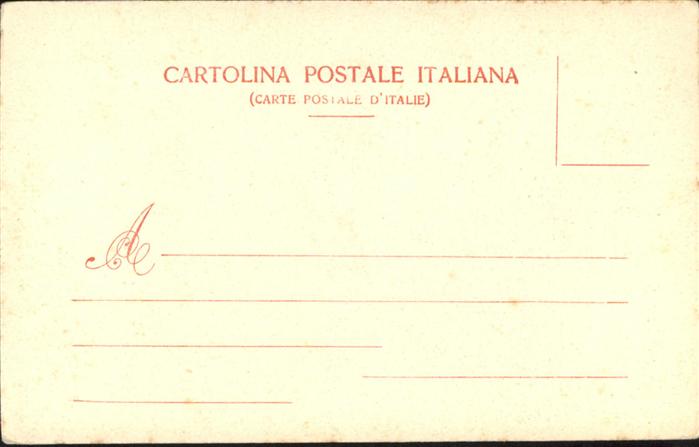 CARTOLINA POSTALE ITALIANA
(CARTE POSTALE D'ITALIE)
A